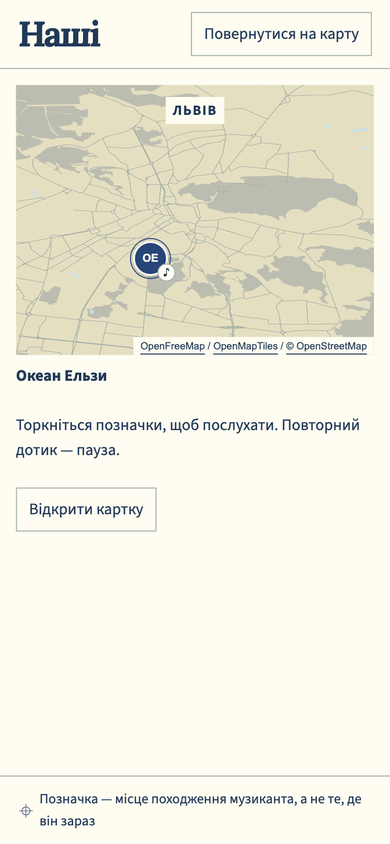 Наші
Повернутися на карту
ЛЬВІВ
ОЕ
OpenFreeMap / OpenMapTiles / © OpenStreetMap
Океан Ельзи
Торкніться позначки, щоб послухати. Повторний
дотик — пауза.
Відкрити картку
Позначка — місце походження музиканта, а не те, де
він зараз